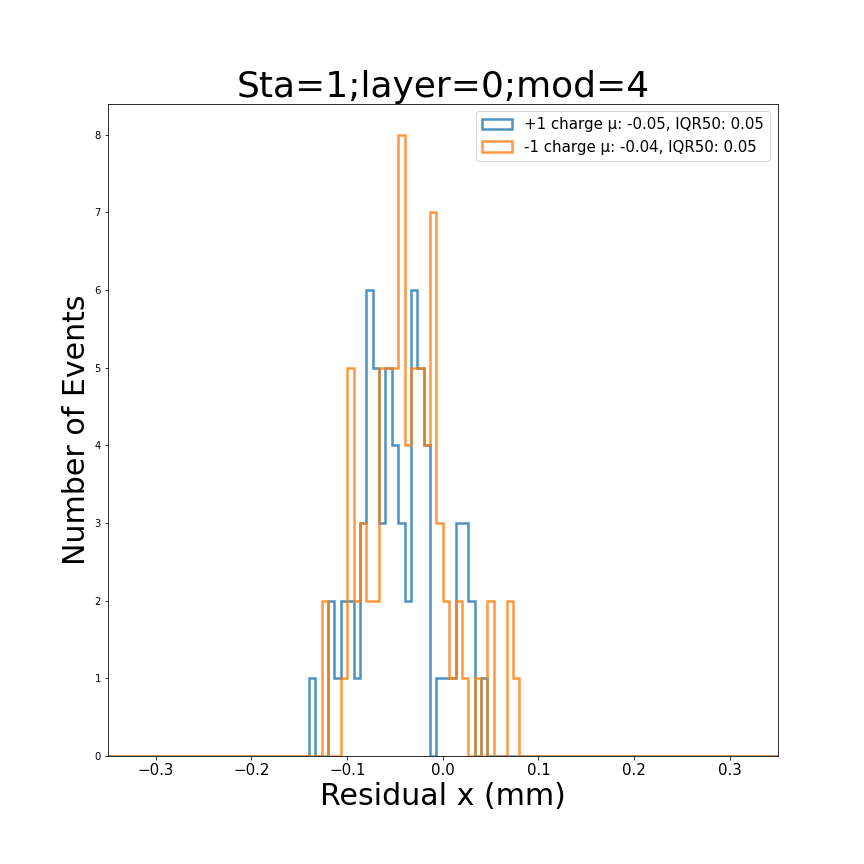 Sta=1;layer=0;mod=4
+1 charge μ: -0.05, IQR50: 0.05
-1 charge μ: -0.04, IQR50: 0.05
8
7
6
5
4
3
2
1
0
Number of Events
−0.3 −0.2 −0.1 0.0 0.1 0.2 0.3
Residual x (mm)